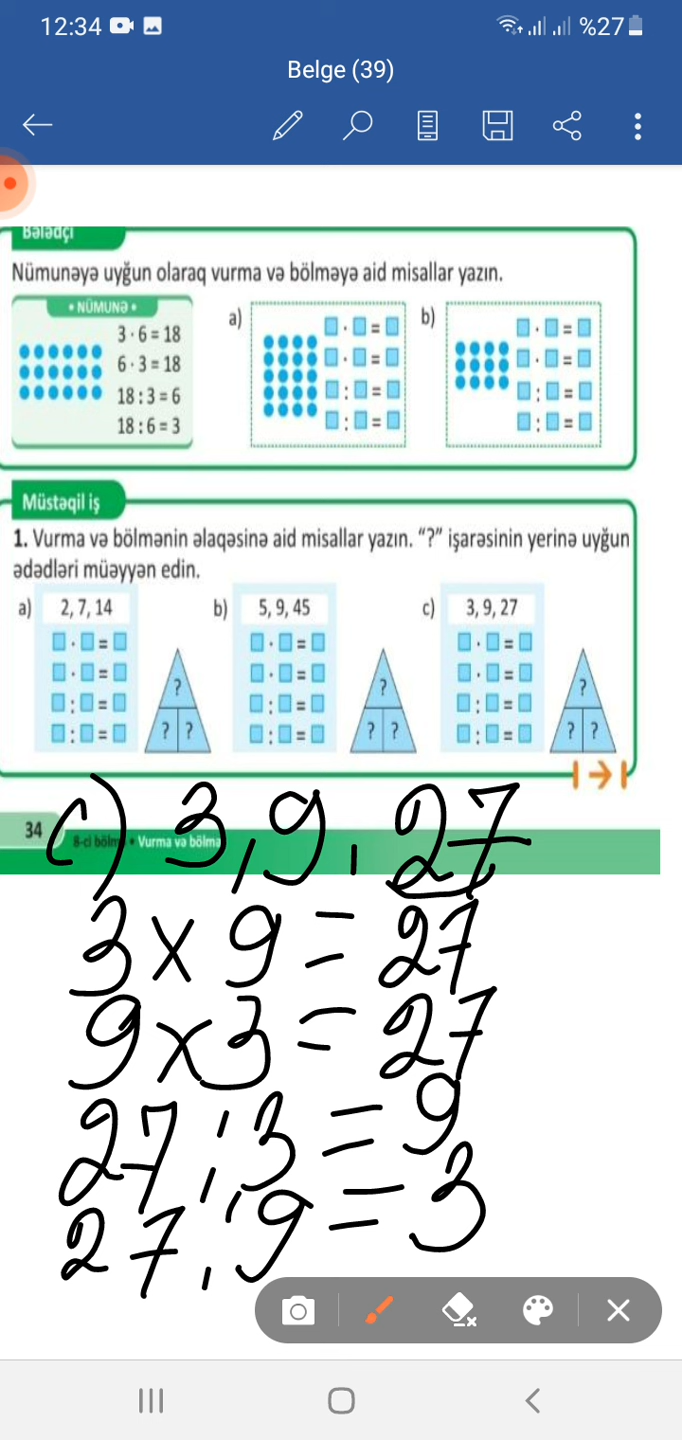 12:34 %27
Belge (39)
Bələdçi
Nümunəyə uyğun olaraq vurma və bölməyə aid misallar yazın.
• NÜMUNƏ •
3 · 6 = 18
6 · 3 = 18
18 : 3 = 6
18 : 6 = 3
a)
□ · □ = □
□ · □ = □
□ : □ = □
□ : □ = □
b)
□ · □ = □
□ · □ = □
□ : □ = □
□ : □ = □
Müstəqil iş
1. Vurma və bölmənin əlaqəsinə aid misallar yazın. “?” işarəsinin yerinə uyğun
ədədləri müəyyən edin.
a) 2, 7, 14
□ · □ = □
□ · □ = □
□ : □ = □
□ : □ = □
?
? ?
b) 5, 9, 45
□ · □ = □
□ · □ = □
□ : □ = □
□ : □ = □
?
? ?
c) 3, 9, 27
□ · □ = □
□ · □ = □
□ : □ = □
□ : □ = □
?
? ?
34 8-ci bölmə • Vurma və bölmə
c) 3, 9, 27
3 x 9 = 27
9 x 3 = 27
27 : 3 = 9
27 : 9 = 3